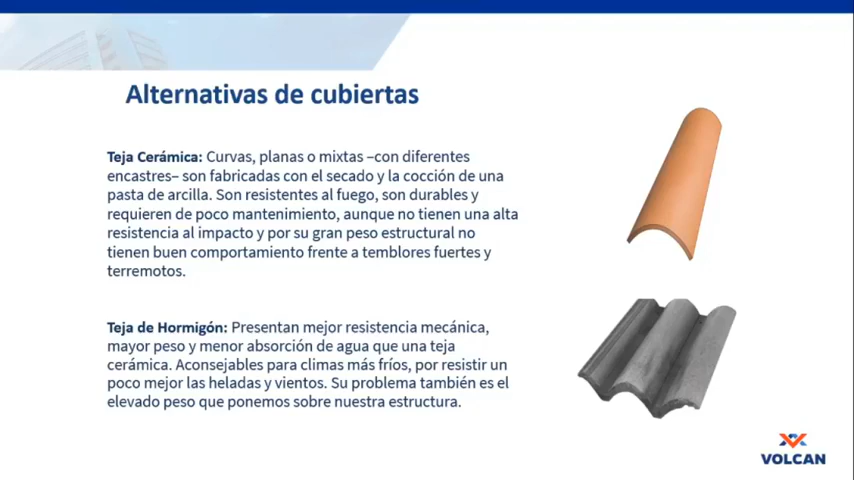 Alternativas de cubiertas
Teja Cerámica: Curvas, planas o mixtas –con diferentes
encastres– son fabricadas con el secado y la cocción de una
pasta de arcilla. Son resistentes al fuego, son durables y
requieren de poco mantenimiento, aunque no tienen una alta
resistencia al impacto y por su gran peso estructural no
tienen buen comportamiento frente a temblores fuertes y
terremotos.
Teja de Hormigón: Presentan mejor resistencia mecánica,
mayor peso y menor absorción de agua que una teja
cerámica. Aconsejables para climas más fríos, por resistir un
poco mejor las heladas y vientos. Su problema también es el
elevado peso que ponemos sobre nuestra estructura.
VOLCAN